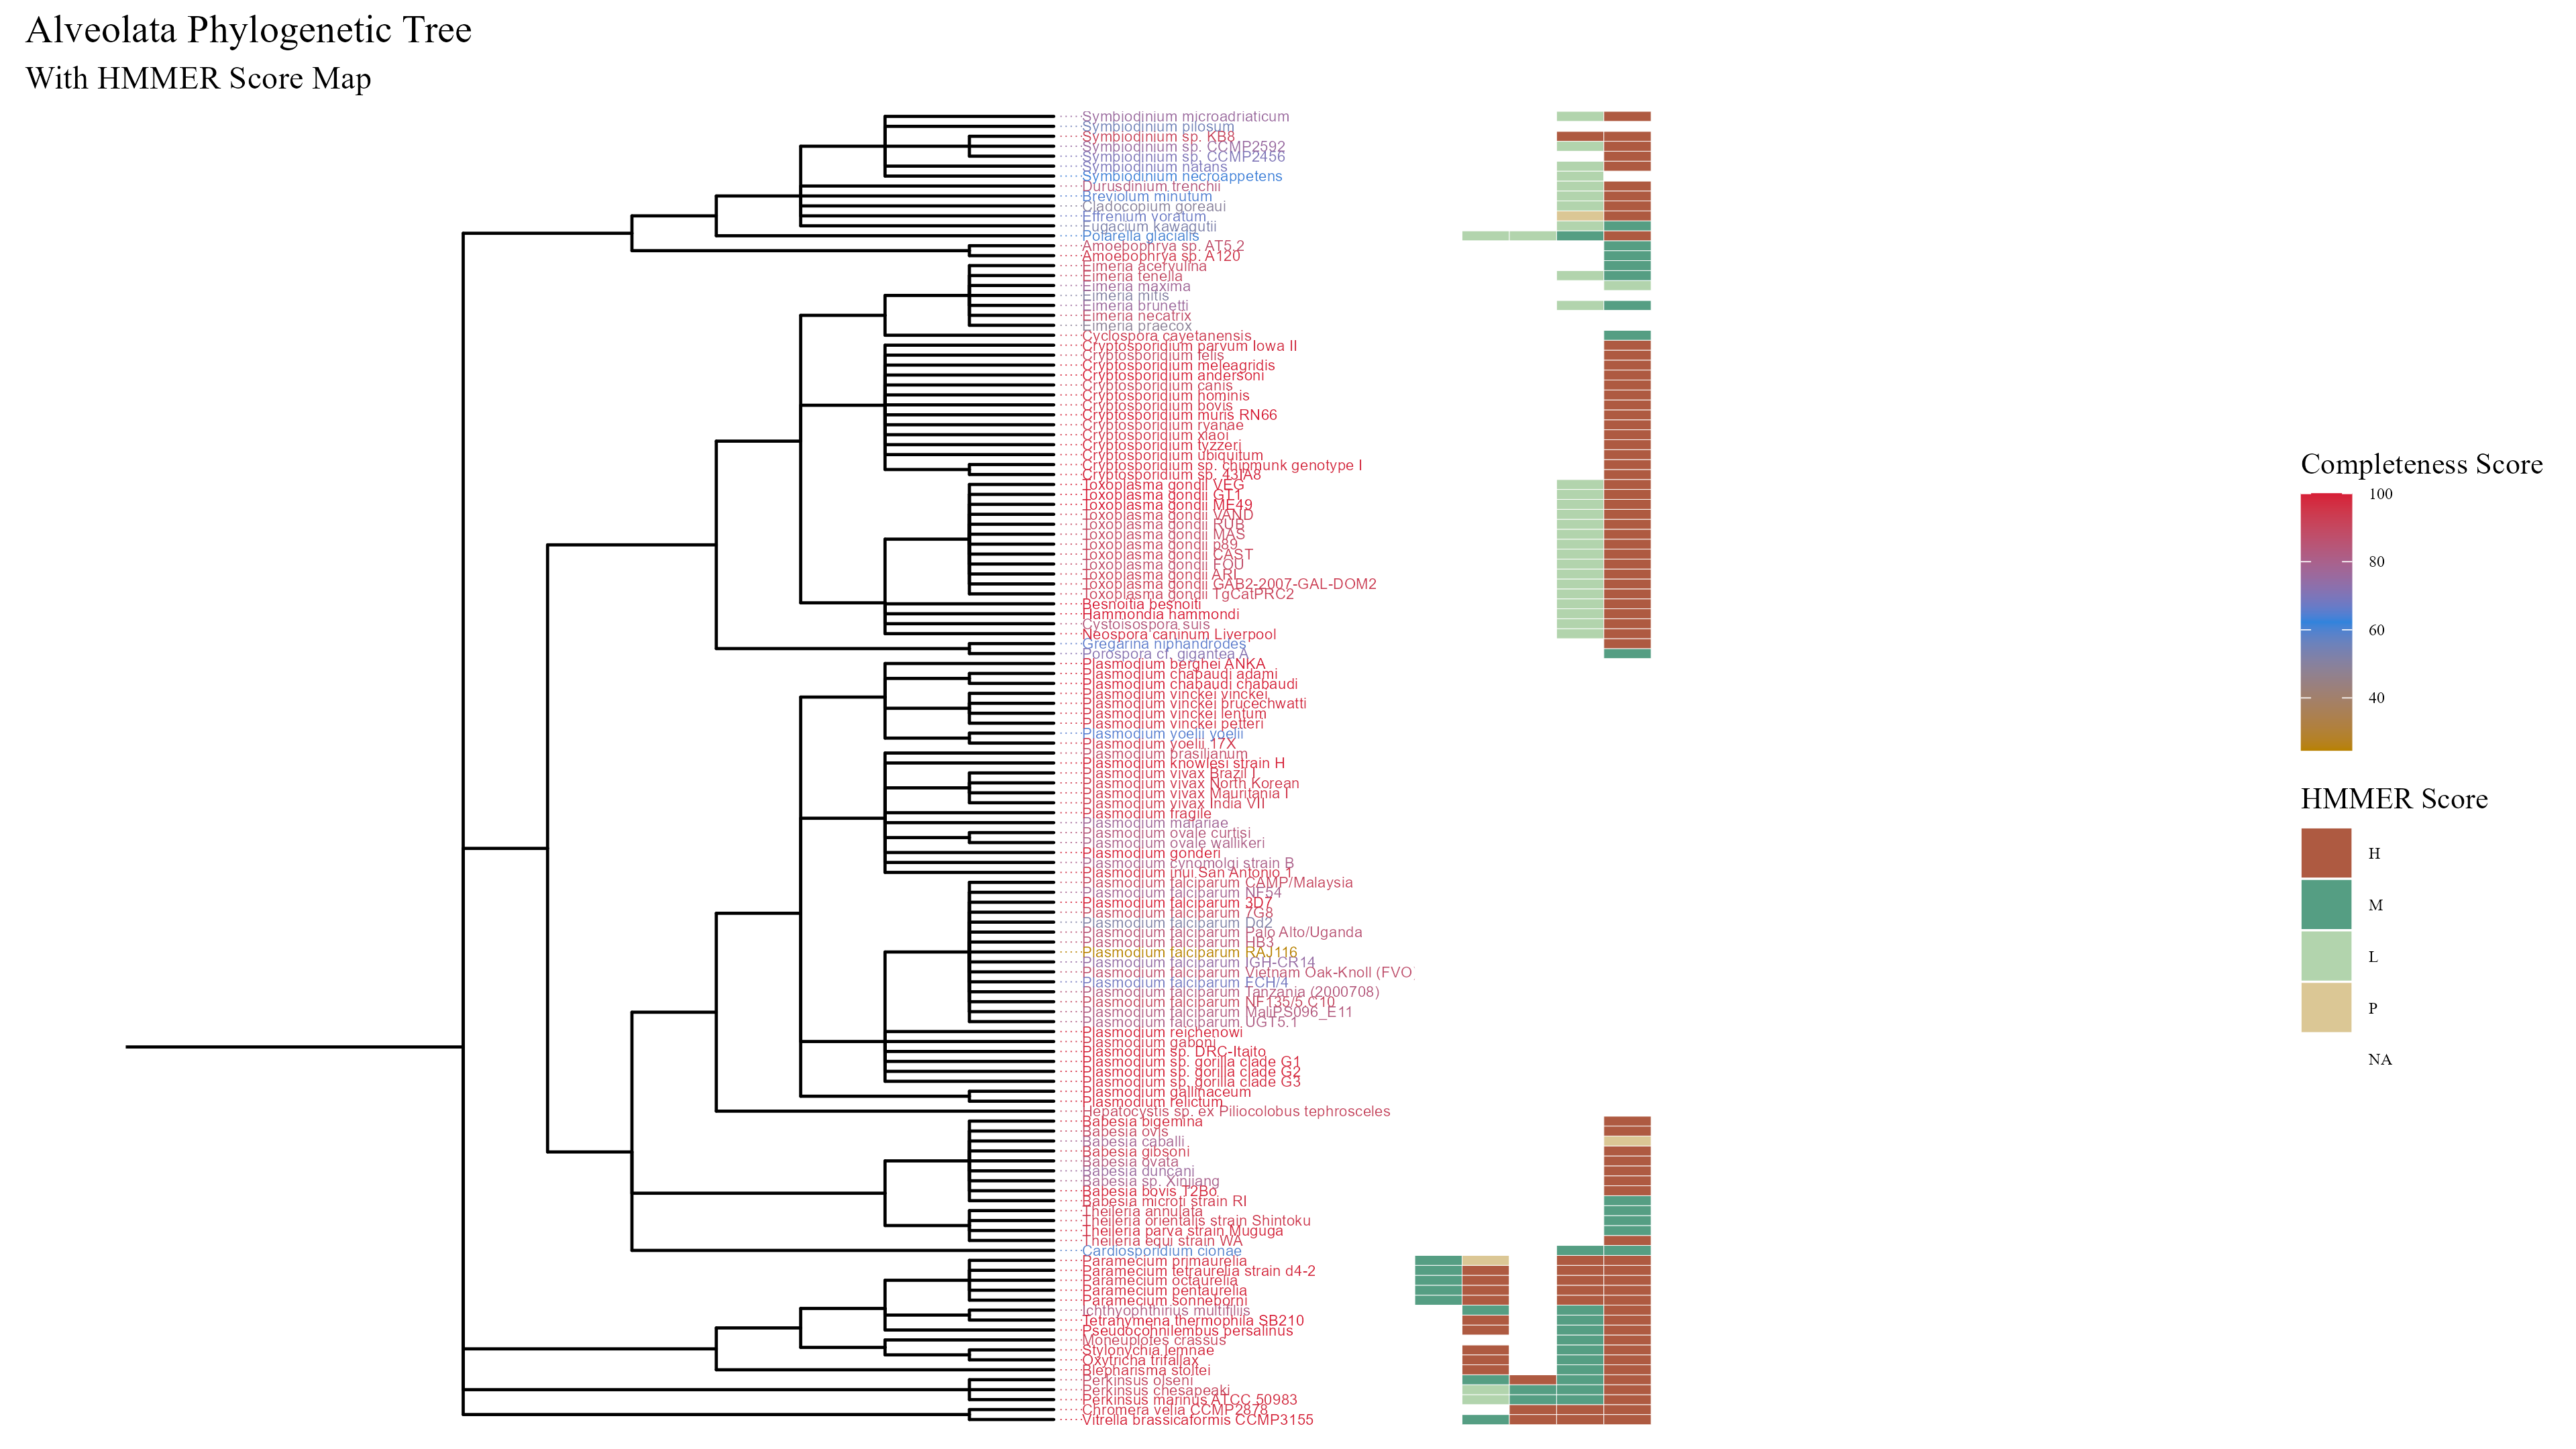 Alveolata Phylogenetic Tree
With HMMER Score Map
Symbiodinium microadriaticum
Symbiodinium pilosum
Symbiodinium sp. KB8
Symbiodinium sp. CCMP2592
Symbiodinium sp. CCMP2456
Symbiodinium natans
Symbiodinium necroappetens
Durusdinium trenchii
Breviolum minutum
Cladocopium goreaui
Effrenium voratum
Fugacium kawagutii
Polarella glacialis
Amoebophrya sp. AT5.2
Amoebophrya sp. A120
Eimeria acervulina
Eimeria tenella
Eimeria maxima
Eimeria mitis
Eimeria brunetti
Eimeria necatrix
Eimeria praecox
Cyclospora cayetanensis
Cryptosporidium parvum Iowa II
Cryptosporidium felis
Cryptosporidium meleagridis
Cryptosporidium andersoni
Cryptosporidium canis
Cryptosporidium hominis
Cryptosporidium bovis
Cryptosporidium muris RN66
Cryptosporidium ryanae
Cryptosporidium xiaoi
Cryptosporidium tyzzeri
Cryptosporidium ubiquitum
Cryptosporidium sp. chipmunk genotype I
Cryptosporidium sp. 43IA8
Toxoplasma gondii VEG
Toxoplasma gondii GT1
Toxoplasma gondii ME49
Toxoplasma gondii VAND
Toxoplasma gondii RUB
Toxoplasma gondii MAS
Toxoplasma gondii p89
Toxoplasma gondii CAST
Toxoplasma gondii FOU
Toxoplasma gondii ARI
Toxoplasma gondii GAB2-2007-GAL-DOM2
Toxoplasma gondii TgCatPRC2
Besnoitia besnoiti
Hammondia hammondi
Cystoisospora suis
Neospora caninum Liverpool
Gregarina niphandrodes
Porospora cf. gigantea A
Plasmodium berghei ANKA
Plasmodium chabaudi adami
Plasmodium chabaudi chabaudi
Plasmodium vinckei vinckei
Plasmodium vinckei brucechwatti
Plasmodium vinckei lentum
Plasmodium vinckei petteri
Plasmodium yoelii yoelii
Plasmodium yoelii 17X
Plasmodium brasilianum
Plasmodium knowlesi strain H
Plasmodium vivax Brazil I
Plasmodium vivax North Korean
Plasmodium vivax Mauritania I
Plasmodium vivax India VII
Plasmodium fragile
Plasmodium malariae
Plasmodium ovale curtisi
Plasmodium ovale wallikeri
Plasmodium gonderi
Plasmodium cynomolgi strain B
Plasmodium inui San Antonio 1
Plasmodium falciparum CAMP/Malaysia
Plasmodium falciparum NF54
Plasmodium falciparum 3D7
Plasmodium falciparum 7G8
Plasmodium falciparum Dd2
Plasmodium falciparum Palo Alto/Uganda
Plasmodium falciparum HB3
Plasmodium falciparum RAJ116
Plasmodium falciparum IGH-CR14
Plasmodium falciparum Vietnam Oak-Knoll (FVO
Plasmodium falciparum FCH/4
Plasmodium falciparum Tanzania (2000708)
Plasmodium falciparum NF135/5.C10
Plasmodium falciparum MaliPS096_E11
Plasmodium falciparum UGT5.1
Plasmodium reichenowi
Plasmodium gaboni
Plasmodium sp. DRC-Itaito
Plasmodium sp. gorilla clade G1
Plasmodium sp. gorilla clade G2
Plasmodium sp. gorilla clade G3
Plasmodium gallinaceum
Plasmodium relictum
Hepatocystis sp. ex Piliocolobus tephrosceles
Babesia bigemina
Babesia ovis
Babesia caballi
Babesia gibsoni
Babesia ovata
Babesia duncani
Babesia sp. Xinjiang
Babesia bovis T2Bo
Babesia microti strain RI
Theileria annulata
Theileria orientalis strain Shintoku
Theileria parva strain Muguga
Theileria equi strain WA
Cardiosporidium cionae
Paramecium primaurelia
Paramecium tetraurelia strain d4-2
Paramecium octaurelia
Paramecium pentaurelia
Paramecium sonneborni
Ichthyophthirius multifiliis
Tetrahymena thermophila SB210
Pseudocohnilembus persalinus
Moneuplotes crassus
Stylonychia lemnae
Oxytricha trifallax
Blepharisma stoltei
Perkinsus olseni
Perkinsus chesapeaki
Perkinsus marinus ATCC 50983
Chromera velia CCMP2878
Vitrella brassicaformis CCMP3155
Completeness Score
100
80
60
40
HMMER Score
H
M
L
P
NA